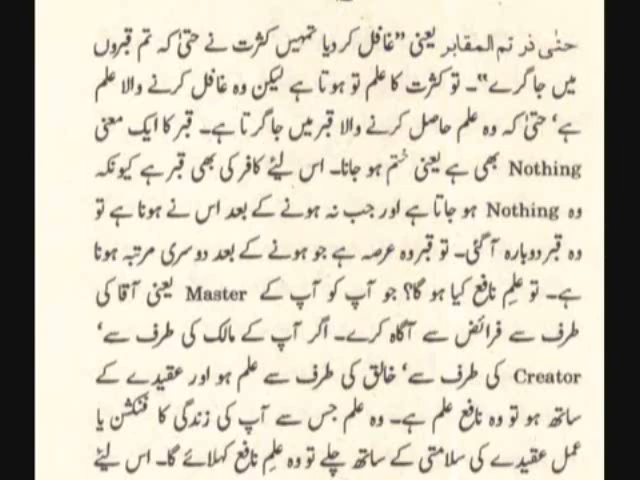 حتٰی ذر تم المقابر یعنی ”غافل کر دیا تمہیں کثرت نے حتیٰ کہ تم قبروں
میں جا گرے“۔ تو کثرت کا علم تو ہوتا ہے لیکن وہ غافل کرنے والا علم
ہے‘ حتیٰ کہ وہ علم حاصل کرنے والا قبر میں جا گرتا ہے۔ قبر کا ایک معنی
Nothing بھی ہے یعنی ختم ہو جانا۔ اس لیئے کافر کی بھی قبر ہے کیونکہ
وہ Nothing ہو جاتا ہے اور جب نہ ہونے کے بعد اس نے ہونا ہے تو
وہ قبر دوبارہ آ گئی۔ تو قبر وہ عرصہ ہے جو ہونے کے بعد دوسری مرتبہ ہونا
ہے۔ تو علمِ نافع کیا ہو گا؟ جو آپ کو آپ کے Master یعنی آقا کی
طرف سے فرائض سے آگاہ کرے۔ اگر آپ کے مالک کی طرف سے‘
Creator کی طرف سے‘ خالق کی طرف سے علم ہو اور عقیدے کے
ساتھ ہو تو وہ نافع علم ہے۔ وہ علم جس سے آپ کی زندگی کا فنکشن یا
عمل عقیدے کی سلامتی کے ساتھ چلے تو وہ علمِ نافع کہلائے گا۔ اس لیئے